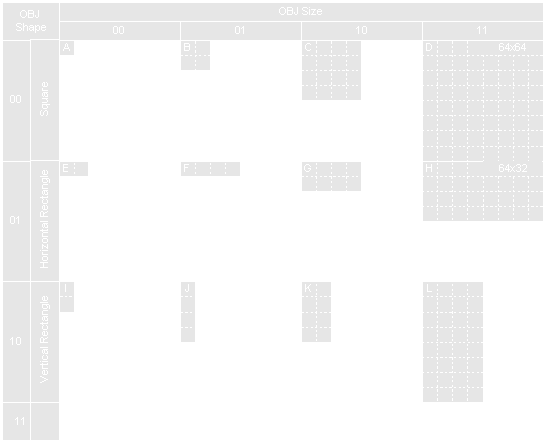 OBJ Shape OBJ Size
00 01 10 11
00 Square A B C D 64x64
01 Horizontal Rectangle E F G H 64x32
10 Vertical Rectangle I J K L
11